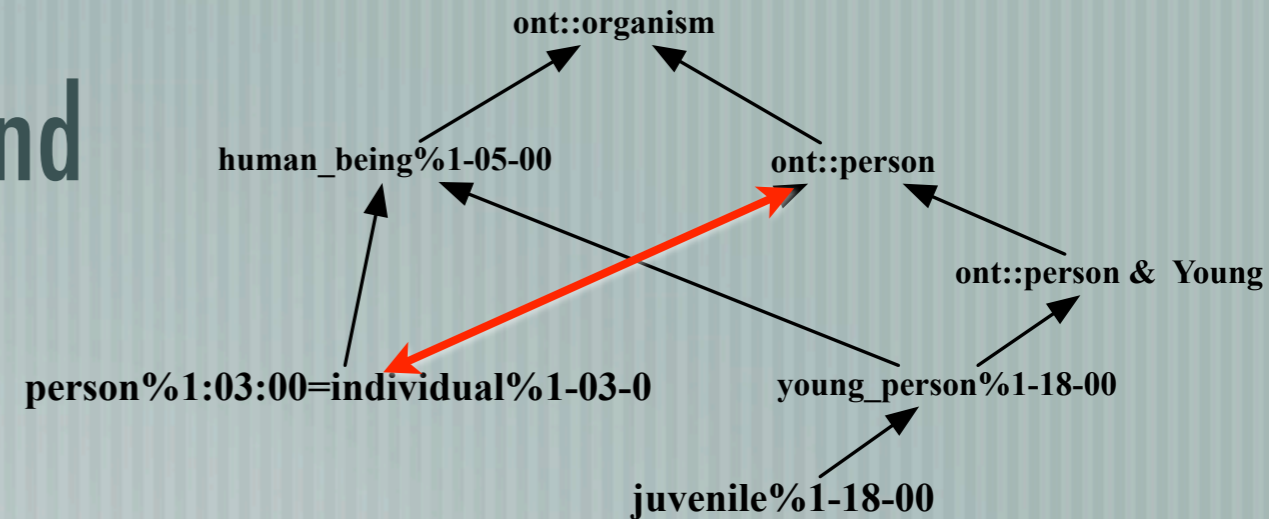 ont::organism
nd
human_being%1-05-00
ont::person
ont::person & Young
person%1:03:00=individual%1-03-0
young_person%1-18-00
juvenile%1-18-00